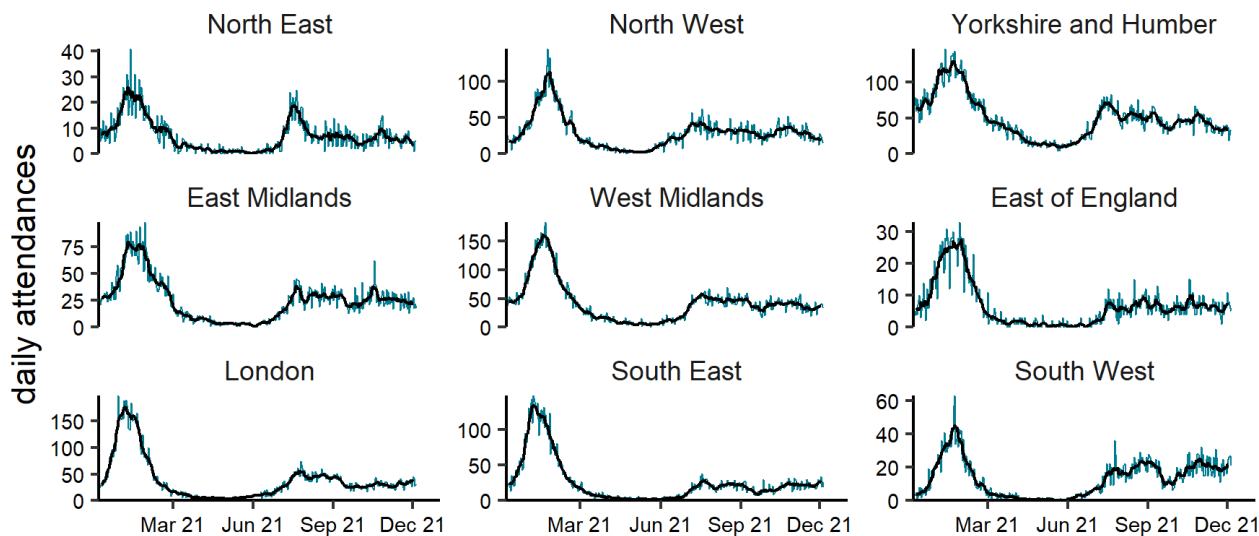 daily attendances
North East
40
30
20
10
0
North West
150
100
50
0
Yorkshire and Humber
100
50
0
East Midlands
75
50
25
0
West Midlands
150
100
50
0
East of England
30
20
10
0
London
150
100
50
0
Mar 21 Jun 21 Sep 21 Dec 21
South East
100
50
0
Mar 21 Jun 21 Sep 21 Dec 21
South West
60
40
20
0
Mar 21 Jun 21 Sep 21 Dec 21